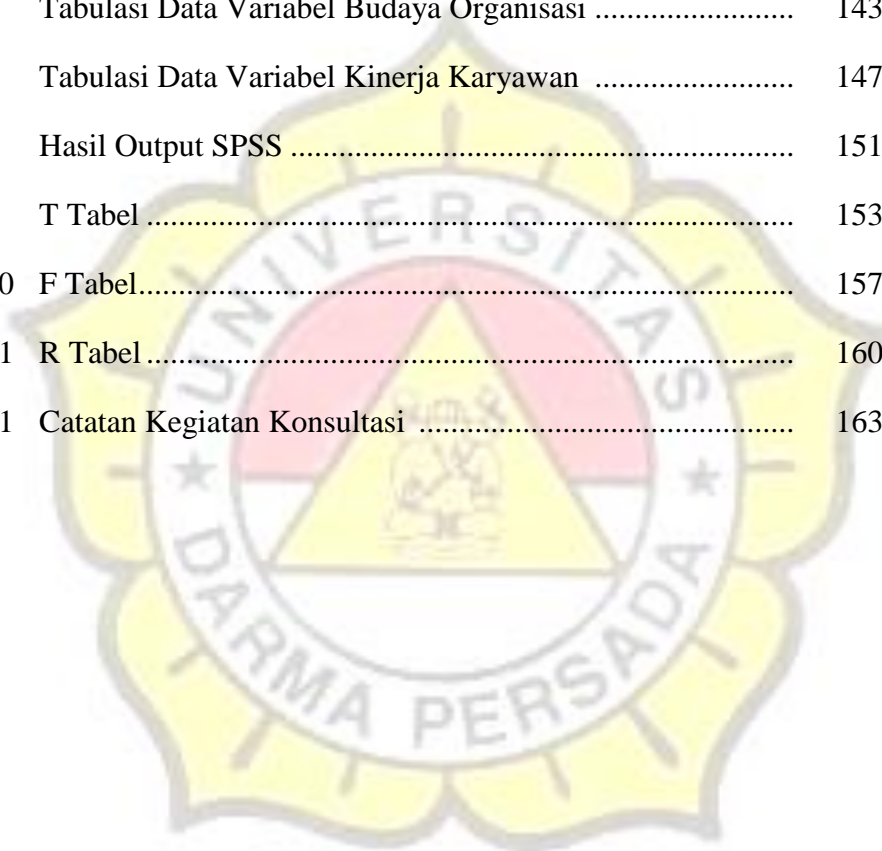 Tabulasi Data Variabel Budaya Organisasi ......................... 143
Tabulasi Data Variabel Kinerja Karyawan ......................... 147
Hasil Output SPSS ............................................................... 151
T Tabel ................................................................................. 153
0 F Tabel.................................................................................. 157
1 R Tabel ................................................................................. 160
1 Catatan Kegiatan Konsultasi ............................................... 163
UNIVERSITAS
DARMA PERSADA